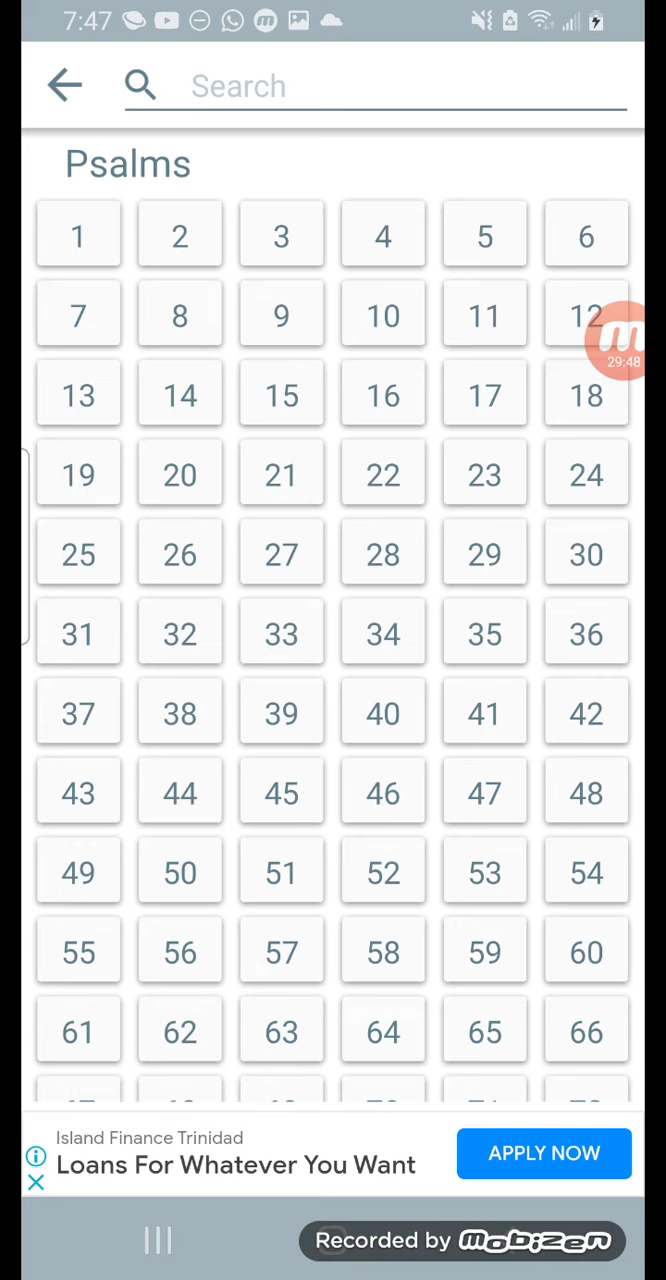 7:47
Search
Psalms
1 2 3 4 5 6
7 8 9 10 11 12
29:48
13 14 15 16 17 18
19 20 21 22 23 24
25 26 27 28 29 30
31 32 33 34 35 36
37 38 39 40 41 42
43 44 45 46 47 48
49 50 51 52 53 54
55 56 57 58 59 60
61 62 63 64 65 66
Island Finance Trinidad
Loans For Whatever You Want
APPLY NOW
Recorded by mobizen